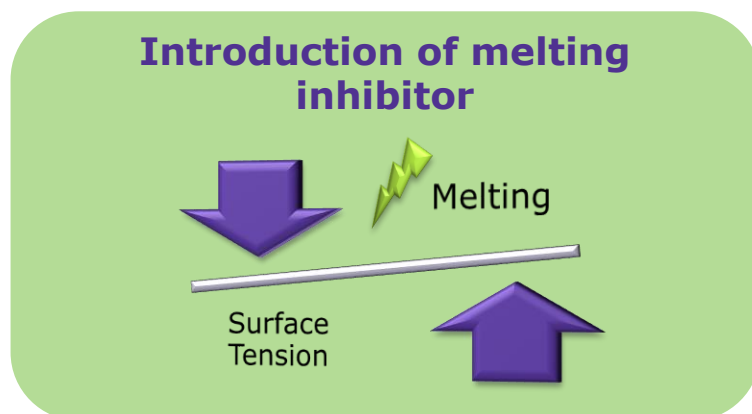 Introduction of melting
inhibitor
Melting
Surface
Tension